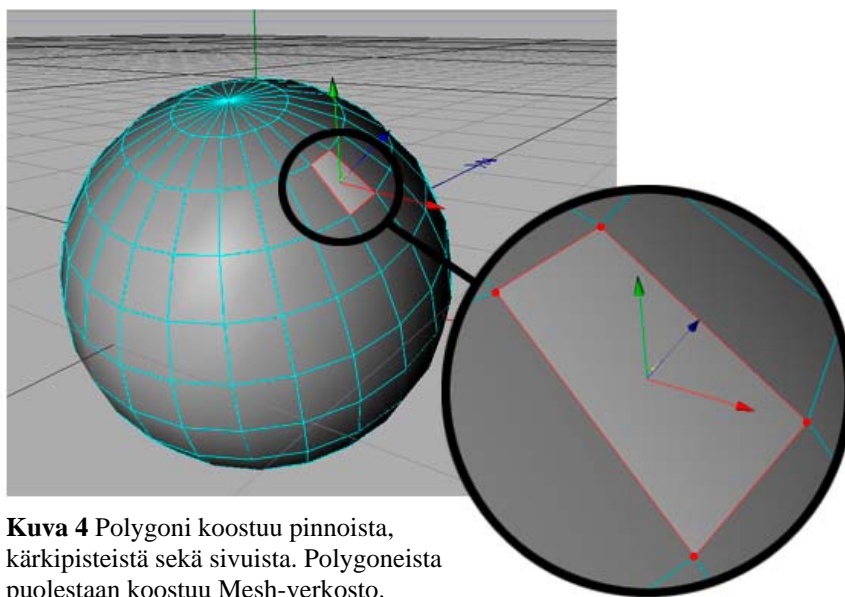 Kuva 4 Polygoni koostuu pinnoista,
kärkipisteistä sekä sivuista. Polygoneista
puolestaan koostuu Mesh-verkosto.